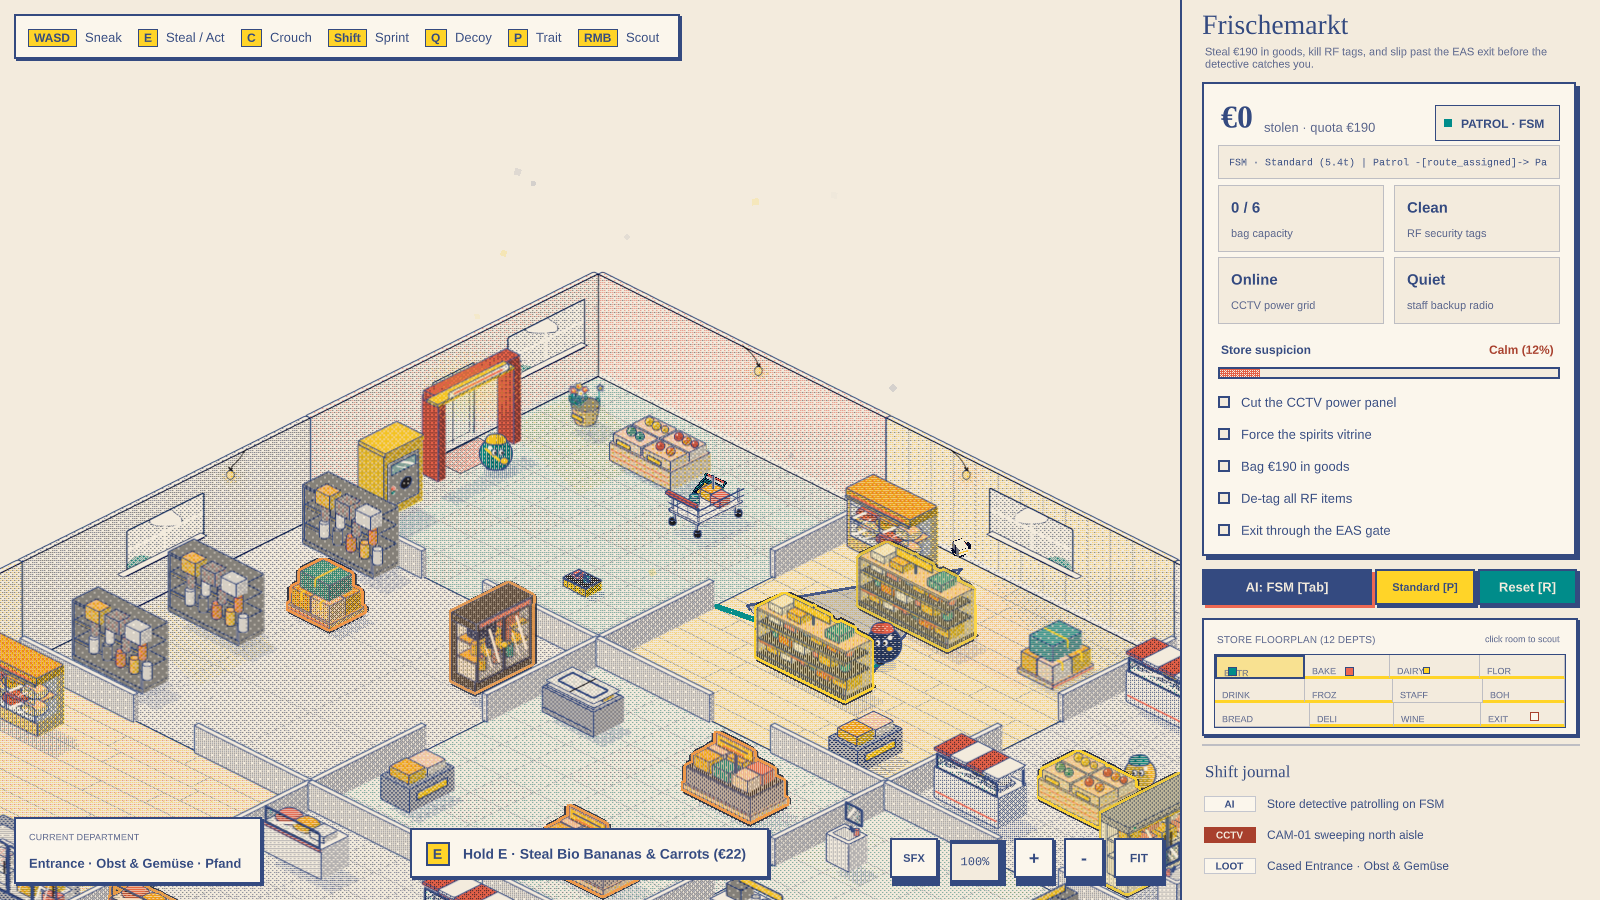 WASD Sneak E Steal / Act C Crouch Shift Sprint Q Decoy P Trait RMB Scout
Frischemarkt
Steal €190 in goods, kill RF tags, and slip past the EAS exit before the
detective catches you.
€0 stolen · quota €190
PATROL · FSM
FSM · Standard (5.4t) | Patrol -[route_assigned]-> Pa
0 / 6
bag capacity
Clean
RF security tags
Online
CCTV power grid
Quiet
staff backup radio
Store suspicion
Calm (12%)
Cut the CCTV power panel
Force the spirits vitrine
Bag €190 in goods
De-tag all RF items
Exit through the EAS gate
AI: FSM [Tab]
Standard [P]
Reset [R]
STORE FLOORPLAN (12 DEPTS)
click room to scout
BAKE DAIRY FLOR
DRINK FROZ STAFF BOH
BREAD DELI WINE EXIT
Shift journal
AI Store detective patrolling on FSM
CCTV CAM-01 sweeping north aisle
LOOT Cased Entrance · Obst & Gemüse
CURRENT DEPARTMENT
Entrance · Obst & Gemüse · Pfand
E Hold E · Steal Bio Bananas & Carrots (€22)
SFX 100% + - FIT